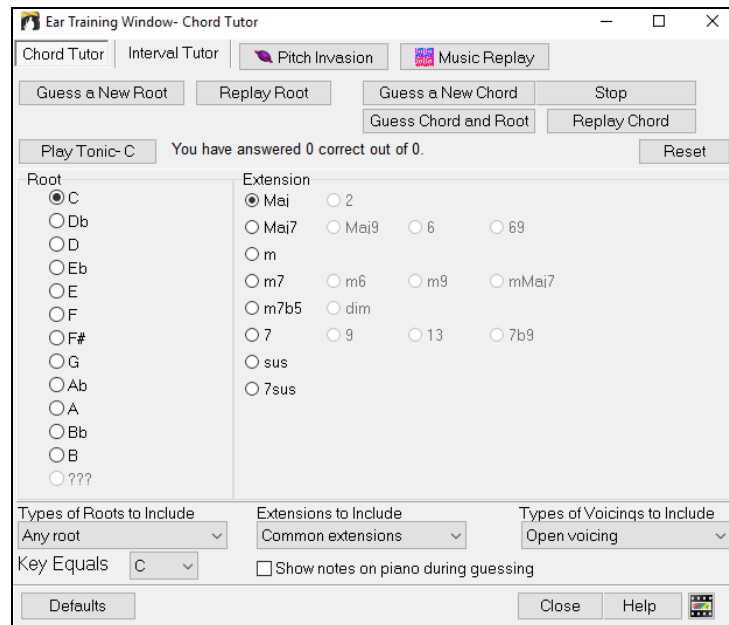 Ear Training Window- Chord Tutor
Chord Tutor Interval Tutor Pitch Invasion Music Replay
Guess a New Root Replay Root Guess a New Chord Stop
Guess Chord and Root Replay Chord
Play Tonic- C You have answered 0 correct out of 0. Reset
Root Extension
C Maj 2
Db Maj7 Maj9 6 69
D m
Eb m7 m6 m9 mMaj7
E m7b5 dim
F 7 9 13 7b9
F# sus
G 7sus
Ab
A
Bb
B
???
Types of Roots to Include Extensions to Include Types of Voicings to Include
Any root Common extensions Open voicing
Key Equals C Show notes on piano during guessing
Defaults Close Help